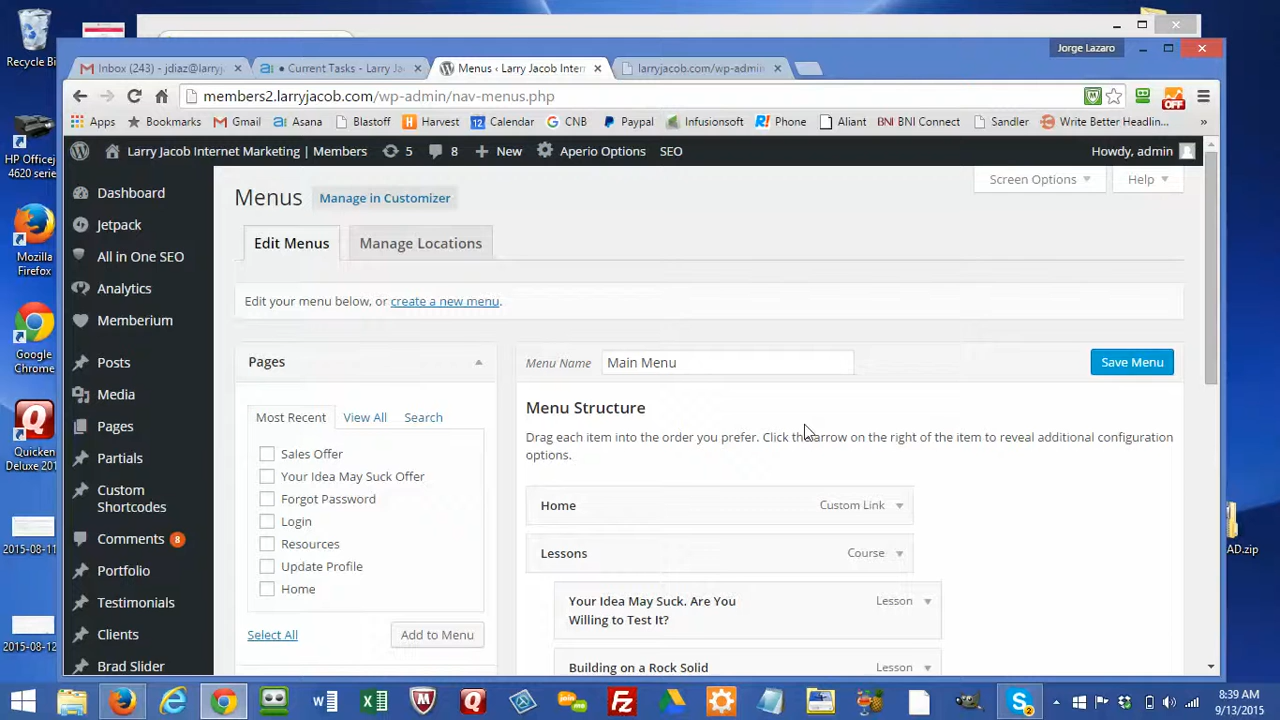 Recycle Bin
Jorge Lazaro
Inbox (243) - jdiaz@larryj
Current Tasks - Larry Ja
Menus ‹ Larry Jacob Intern
larryjacob.com/wp-admin
members2.larryjacob.com/wp-admin/nav-menus.php
OFF
Apps
Bookmarks
Gmail
Asana
Blastoff
Harvest
12 Calendar
CNB
Paypal
Infusionsoft
R! Phone
Aliant
BNI BNI Connect
Sandler
Write Better Headlin...
»
Larry Jacob Internet Marketing | Members
5
8
New
Aperio Options
SEO
Howdy, admin
HP Officejet
4620 series
Mozilla
Firefox
Google
Chrome
Quicken
Deluxe 201
2015-08-11
2015-08-12
AD.zip
Dashboard
Jetpack
All in One SEO
Analytics
Memberium
Posts
Media
Pages
Partials
Custom
Shortcodes
Comments 8
Portfolio
Testimonials
Clients
Brad Slider
Menus
Manage in Customizer
Screen Options
Help
Edit Menus
Manage Locations
Edit your menu below, or create a new menu.
Pages
Most Recent
View All
Search
Sales Offer
Your Idea May Suck Offer
Forgot Password
Login
Resources
Update Profile
Home
Select All
Add to Menu
Menu Name
Main Menu
Save Menu
Menu Structure
Drag each item into the order you prefer. Click the arrow on the right of the item to reveal additional configuration
options.
Home
Custom Link
Lessons
Course
Your Idea May Suck. Are You
Willing to Test It?
Lesson
Building on a Rock Solid
Lesson
8:39 AM
9/13/2015